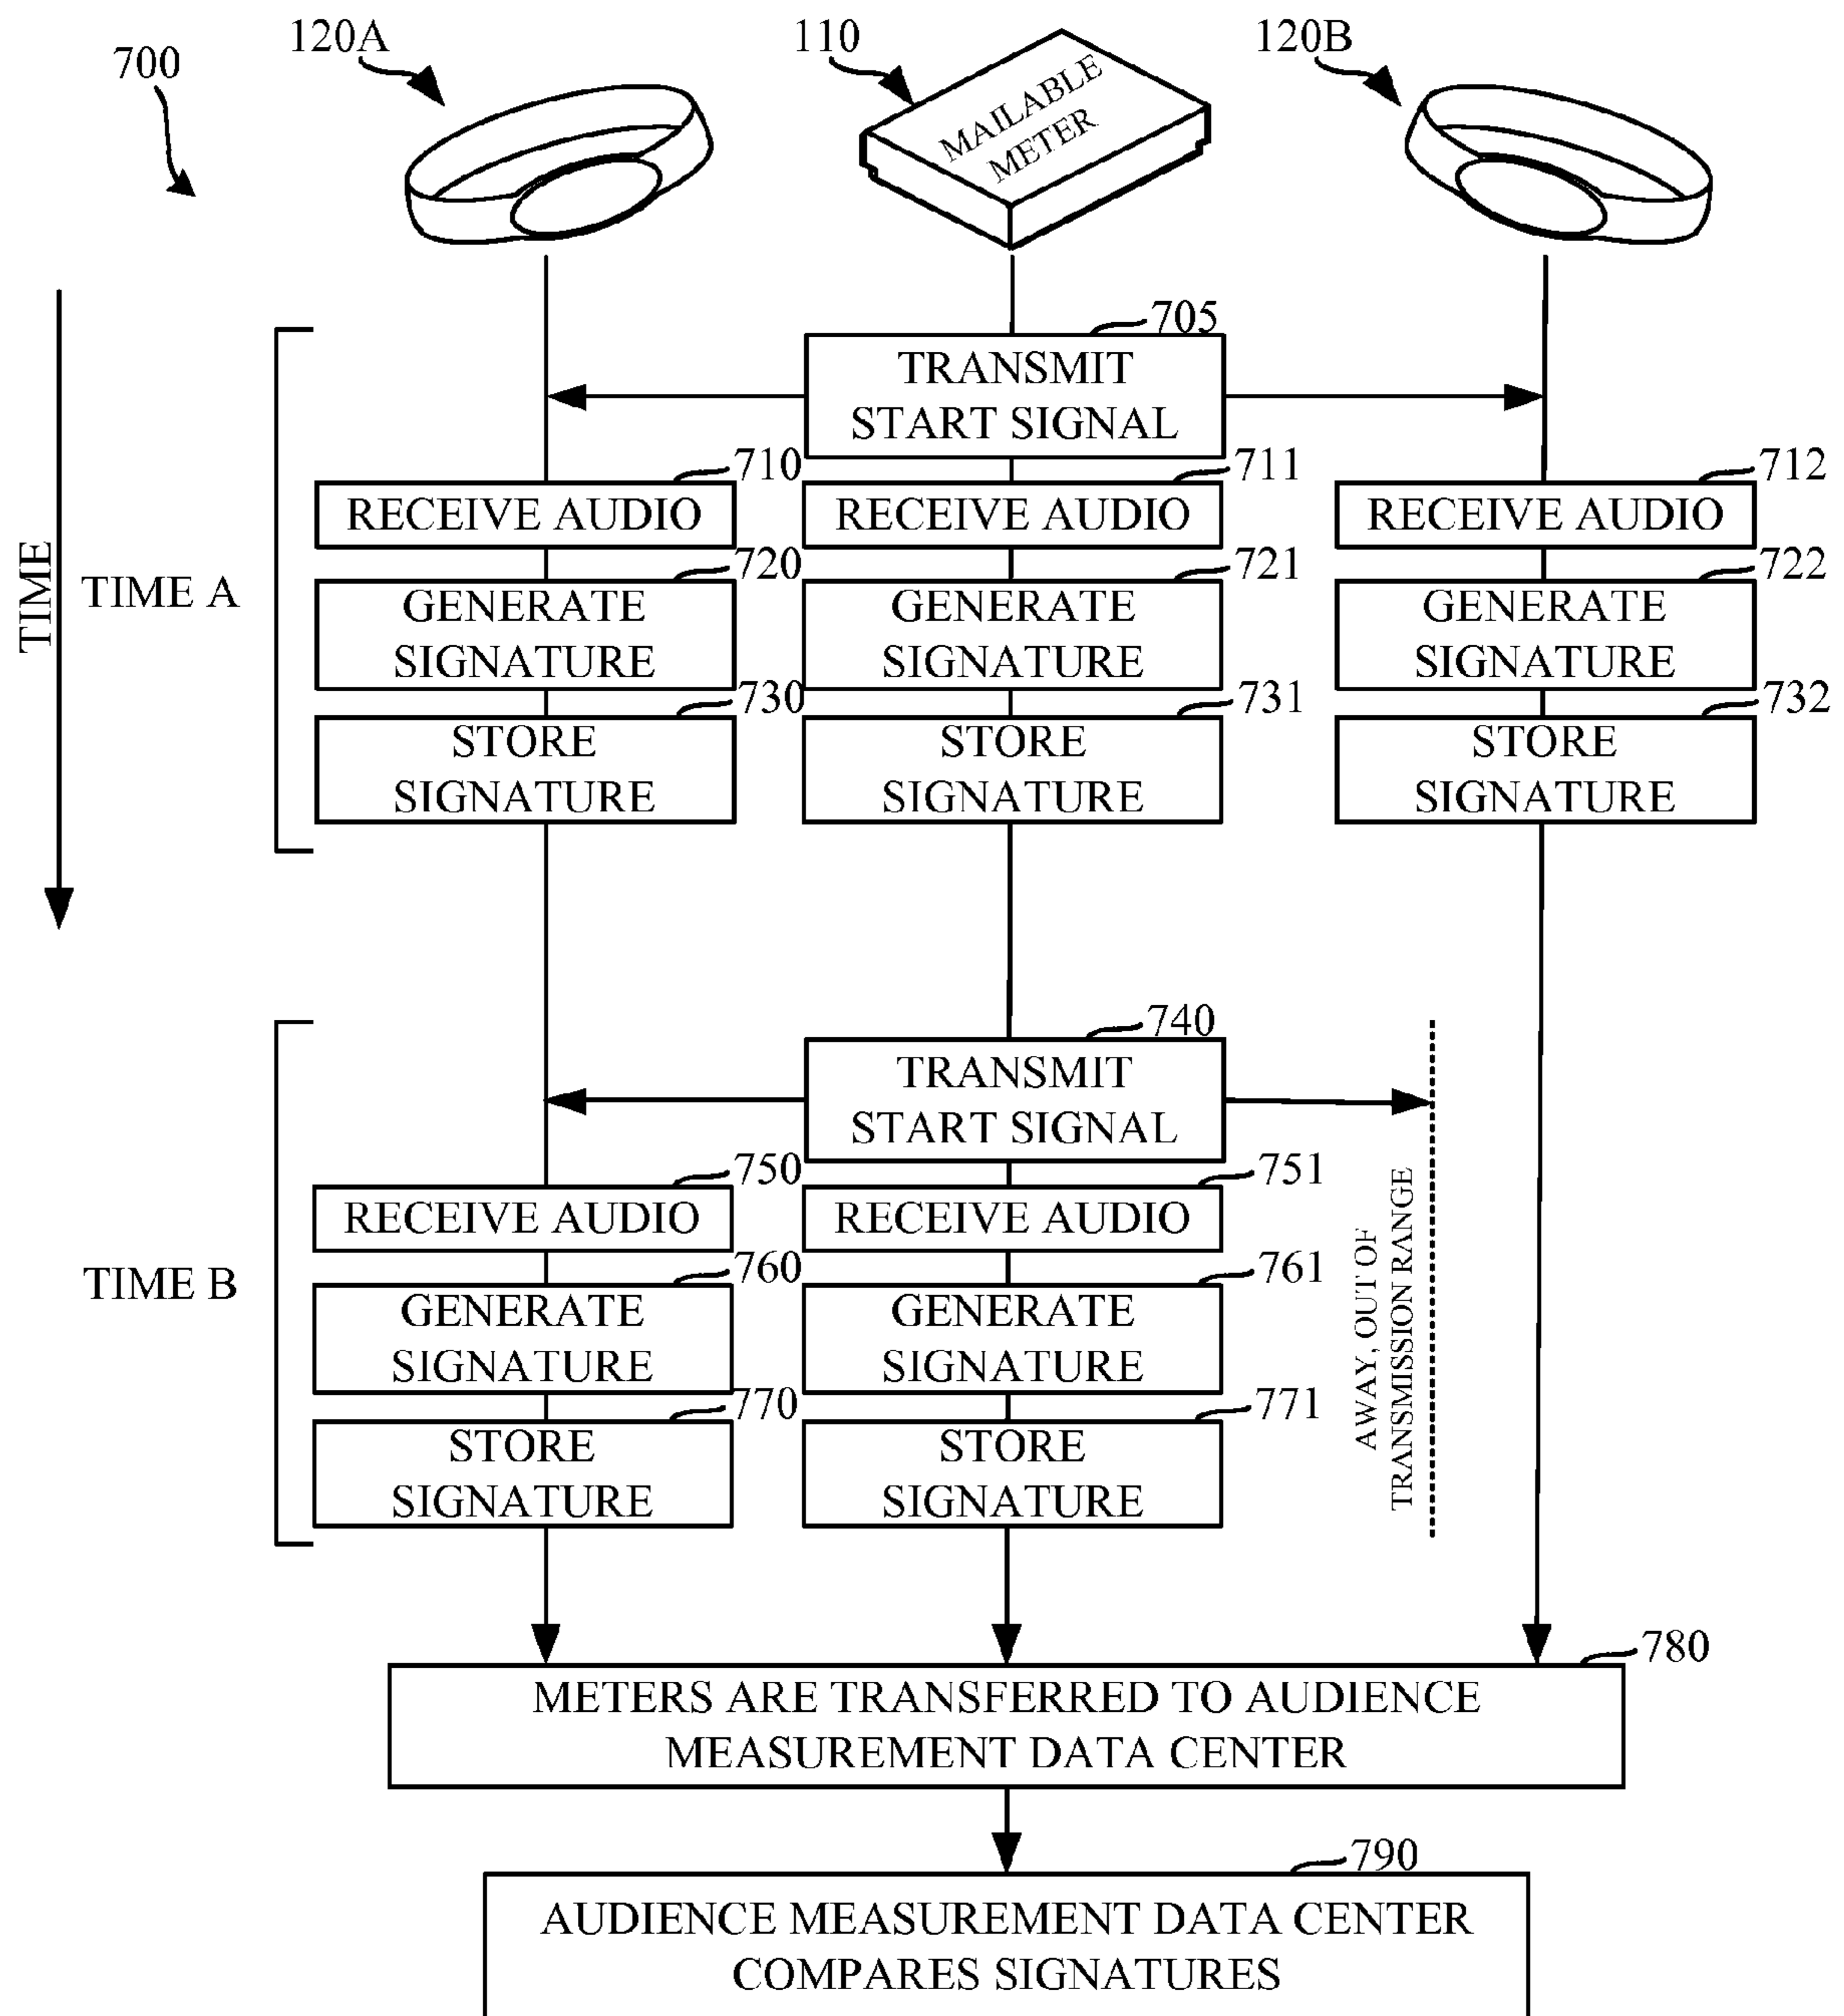 700
120A
110
120B
MAILABLE
METER
TIME
TIME A
705
TRANSMIT
START SIGNAL
710
RECEIVE AUDIO
711
RECEIVE AUDIO
712
RECEIVE AUDIO
720
GENERATE
SIGNATURE
721
GENERATE
SIGNATURE
722
GENERATE
SIGNATURE
730
STORE
SIGNATURE
731
STORE
SIGNATURE
732
STORE
SIGNATURE
TIME B
740
TRANSMIT
START SIGNAL
AWAY, OUT OF
TRANSMISSION RANGE
750
RECEIVE AUDIO
751
RECEIVE AUDIO
760
GENERATE
SIGNATURE
761
GENERATE
SIGNATURE
770
STORE
SIGNATURE
771
STORE
SIGNATURE
780
METERS ARE TRANSFERRED TO AUDIENCE
MEASUREMENT DATA CENTER
790
AUDIENCE MEASUREMENT DATA CENTER
COMPARES SIGNATURES